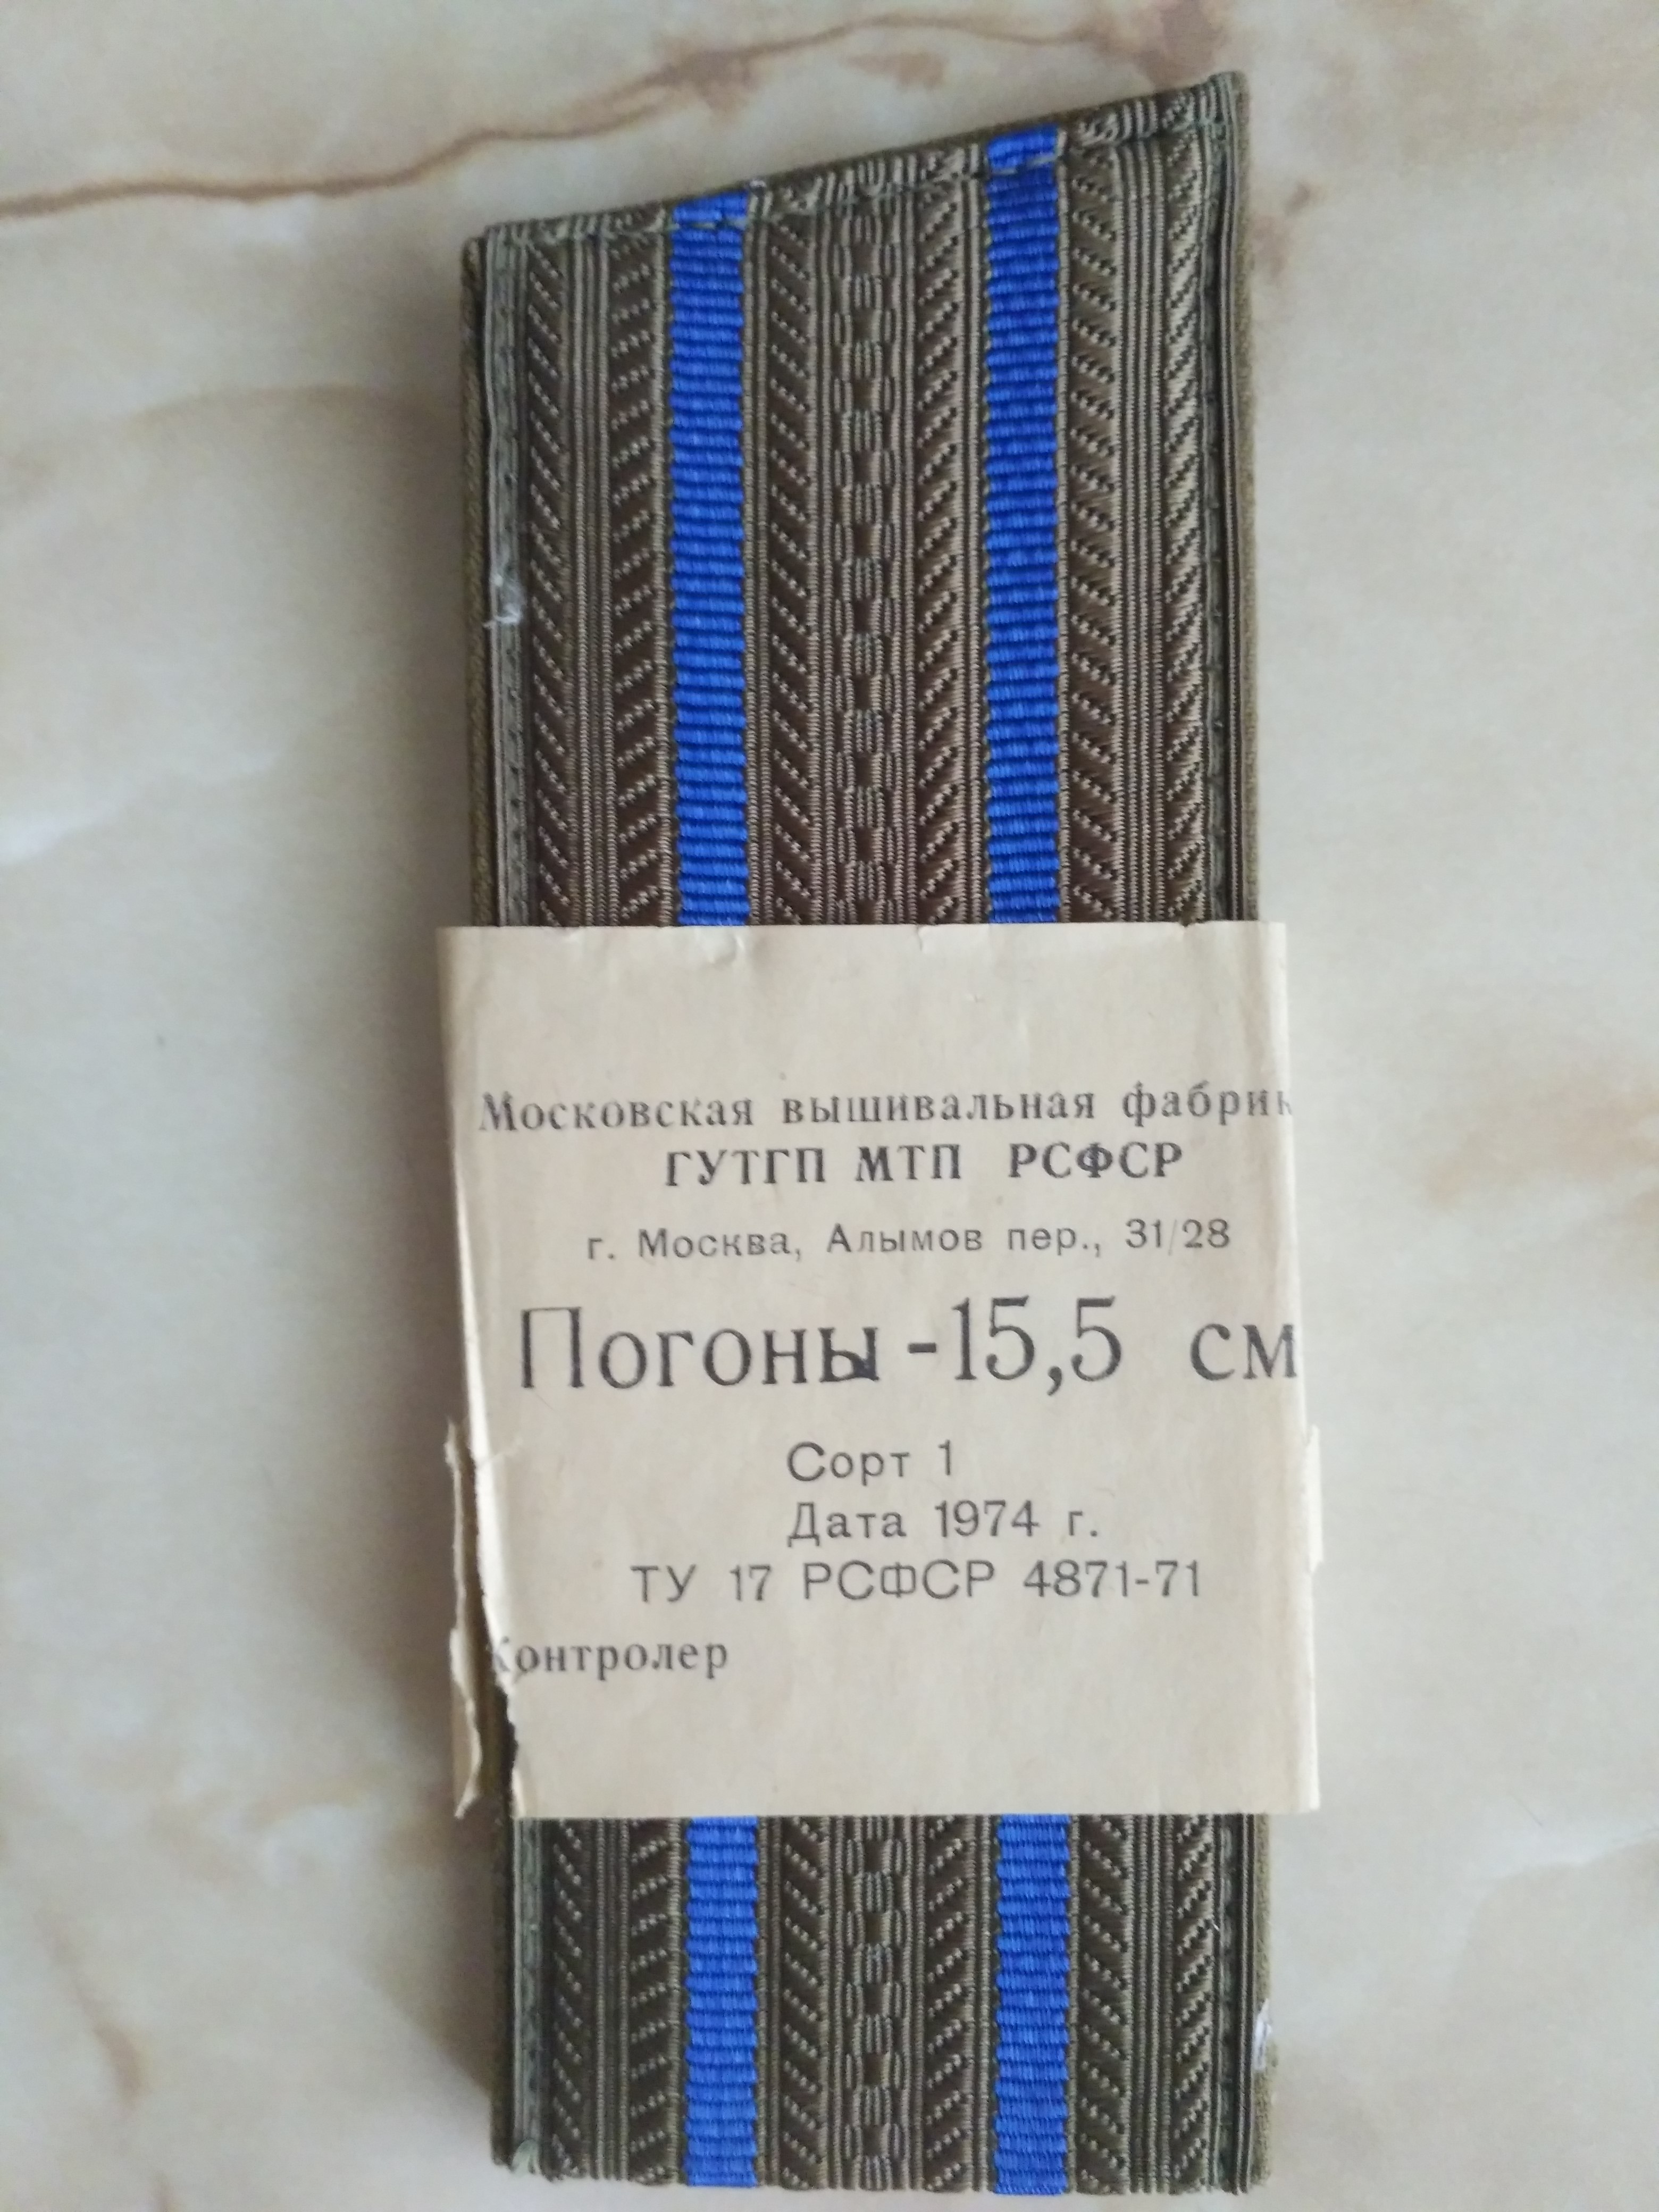 Московская вышивальная фабрик
ГУТГП МТП РСФСР
г. Москва, Алымов пер., 31/28
Погоны -15,5 см
Сорт 1
Дата 1974 г.
ТУ 17 РСФСР 4871-71
Контролер